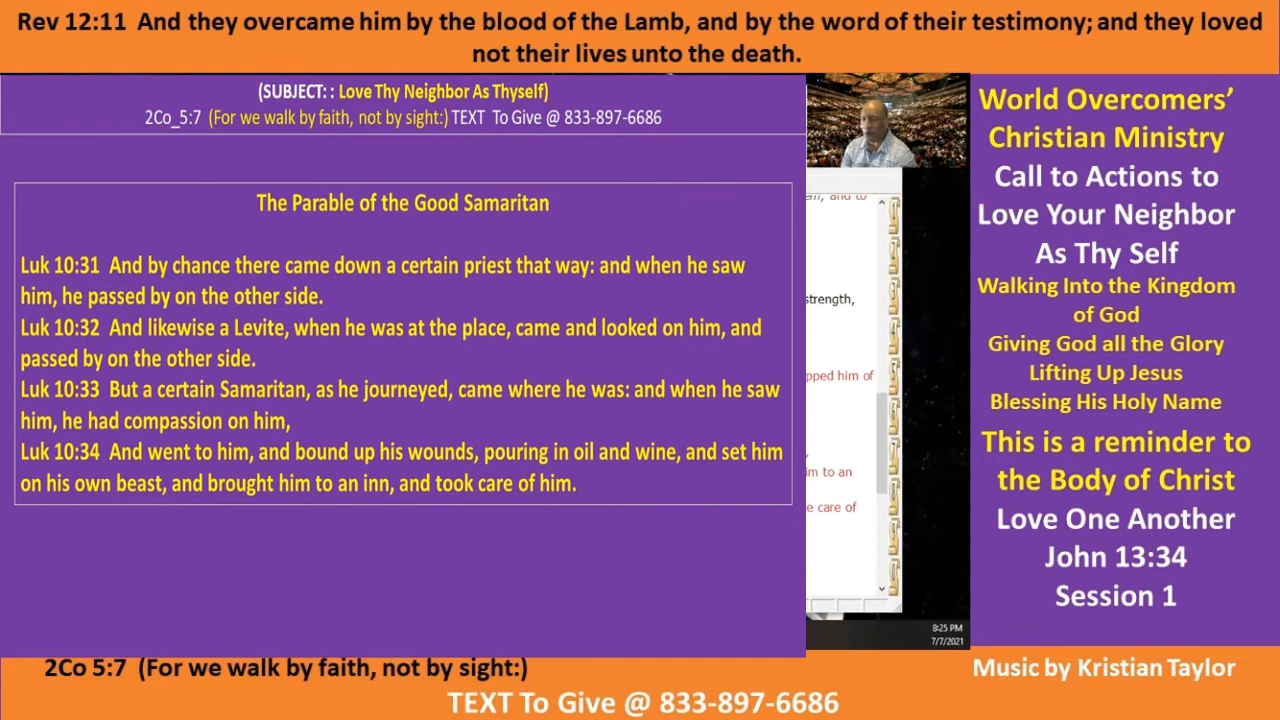 Rev 12:11 And they overcame him by the blood of the Lamb, and by the word of their testimony; and they loved
not their lives unto the death.
(SUBJECT: : Love Thy Neighbor As Thyself)
2Co_5:7 (For we walk by faith, not by sight:) TEXT To Give @ 833-897-6686
The Parable of the Good Samaritan
Luk 10:31 And by chance there came down a certain priest that way: and when he saw
him, he passed by on the other side.
Luk 10:32 And likewise a Levite, when he was at the place, came and looked on him, and
passed by on the other side.
Luk 10:33 But a certain Samaritan, as he journeyed, came where he was: and when he saw
him, he had compassion on him,
Luk 10:34 And went to him, and bound up his wounds, pouring in oil and wine, and set him
on his own beast, and brought him to an inn, and took care of him.
and to
strength,
pped him of
m to an
e care of
8:25 PM
7/7/2021
World Overcomers'
Christian Ministry
Call to Actions to
Love Your Neighbor
As Thy Self
Walking Into the Kingdom
of God
Giving God all the Glory
Lifting Up Jesus
Blessing His Holy Name
This is a reminder to
the Body of Christ
Love One Another
John 13:34
Session 1
2Co 5:7 (For we walk by faith, not by sight:)
Music by Kristian Taylor
TEXT To Give @ 833-897-6686